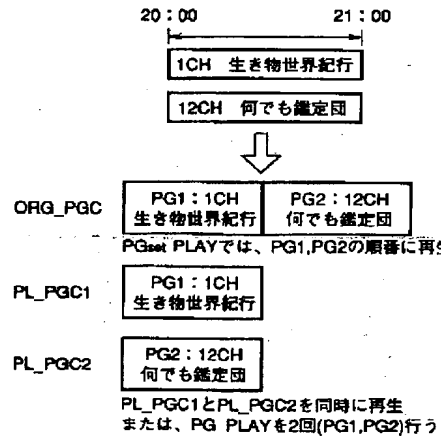 20：00 21：00
1CH 生き物世界紀行
12CH 何でも鑑定団
ORG_PGC
PG1：1CH
生き物世界紀行
PG2：12CH
何でも鑑定団
PGset PLAYでは、PG1,PG2の順番に再生
PL_PGC1
PG1：1CH
生き物世界紀行
PL_PGC2
PG2：12CH
何でも鑑定団
PL_PGC1とPL_PGC2を同時に再生
または、PG PLAYを2回(PG1,PG2)行う